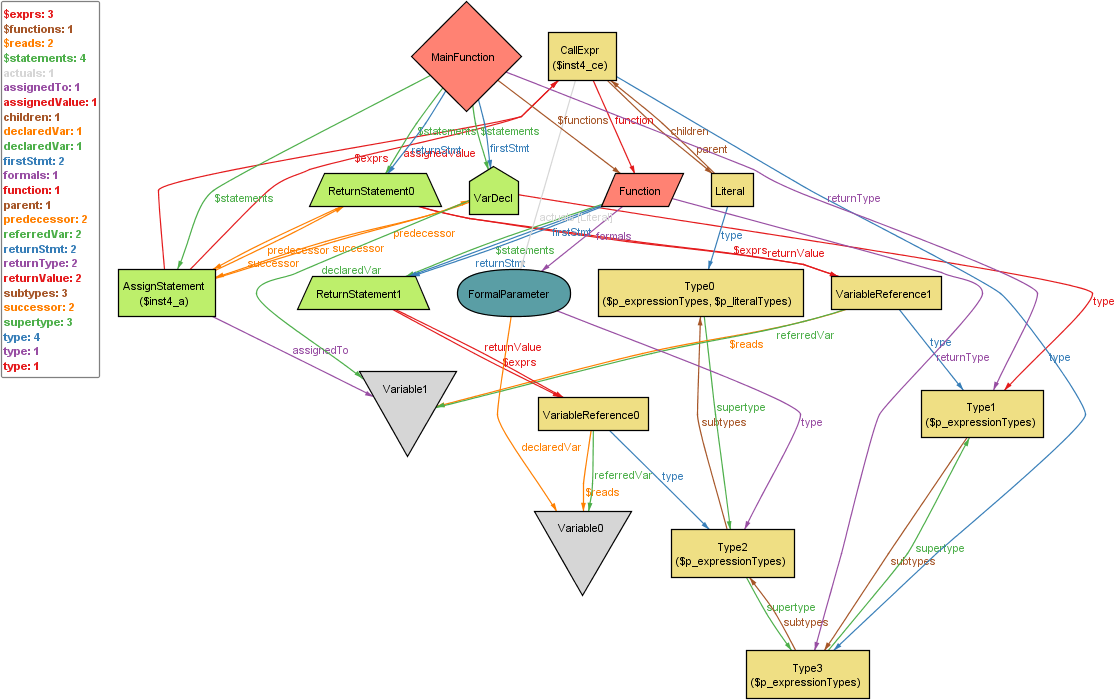 $exprs: 3
$functions: 1
$reads: 2
$statements: 4
actuals: 1
assignedTo: 1
assignedValue: 1
children: 1
declaredVar: 1
declaredVar: 1
firstStmt: 2
formals: 1
function: 1
parent: 1
predecessor: 2
referredVar: 2
returnStmt: 2
returnType: 2
returnValue: 2
subtypes: 3
successor: 2
supertype: 3
type: 4
type: 1
type: 1
MainFunction
CallExpr
($inst4_ce)
$statements
$statements
$functions
function
children
returnStmt
firstStmt
parent
$exprs
assignedValue
ReturnStatement0
VarDecl
Function
Literal
$statements
returnType
actuals [Literal]
predecessor
firstStmt
formals
type
predecessor
successor
$statements
$exprs
returnValue
successor
declaredVar
returnStmt
AssignStatement
($inst4_a)
ReturnStatement1
FormalParameter
Type0
($p_expressionTypes, $p_literalTypes)
VariableReference1
type
assignedTo
returnValue
$exprs
$reads
referredVar
type
returnType
type
Variable1
VariableReference0
supertype
subtypes
type
Type1
($p_expressionTypes)
declaredVar
referredVar
type
$reads
Variable0
Type2
($p_expressionTypes)
supertype
subtypes
supertype
subtypes
Type3
($p_expressionTypes)